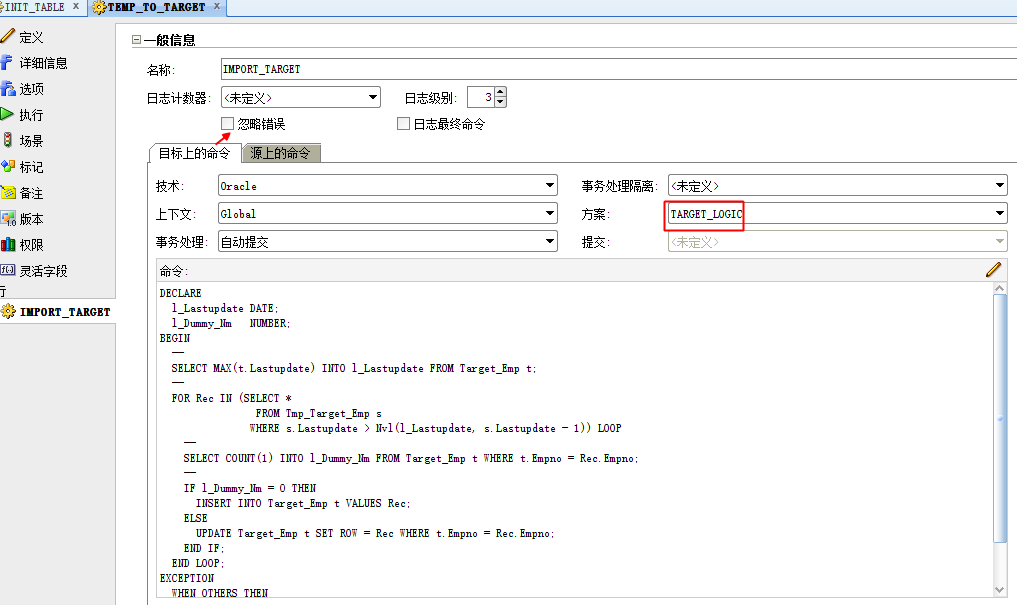 INIT_TABLE x TEMP_TO_TARGET x
定义
详细信息
选项
执行
场景
标记
备注
版本
权限
灵活字段
行
IMPORT_TARGET
一般信息
名称: IMPORT_TARGET
日志计数器: <未定义> 日志级别: 3
忽略错误 日志最终命令
目标上的命令 源上的命令
技术: Oracle 事务处理隔离: <未定义>
上下文: Global 方案: TARGET_LOGIC
事务处理: 自动提交 提交: <未定义>
命令:
DECLARE
l_Lastupdate DATE;
l_Dummy_Nm NUMBER;
BEGIN
--
SELECT MAX(t.Lastupdate) INTO l_Lastupdate FROM Target_Emp t;
--
FOR Rec IN (SELECT *
FROM Tmp_Target_Emp s
WHERE s.Lastupdate > Nvl(l_Lastupdate, s.Lastupdate - 1)) LOOP
--
SELECT COUNT(1) INTO l_Dummy_Nm FROM Target_Emp t WHERE t.Empno = Rec.Empno;
--
IF l_Dummy_Nm = 0 THEN
INSERT INTO Target_Emp t VALUES Rec;
ELSE
UPDATE Target_Emp t SET ROW = Rec WHERE t.Empno = Rec.Empno;
END IF;
END LOOP;
EXCEPTION
WHEN OTHERS THEN